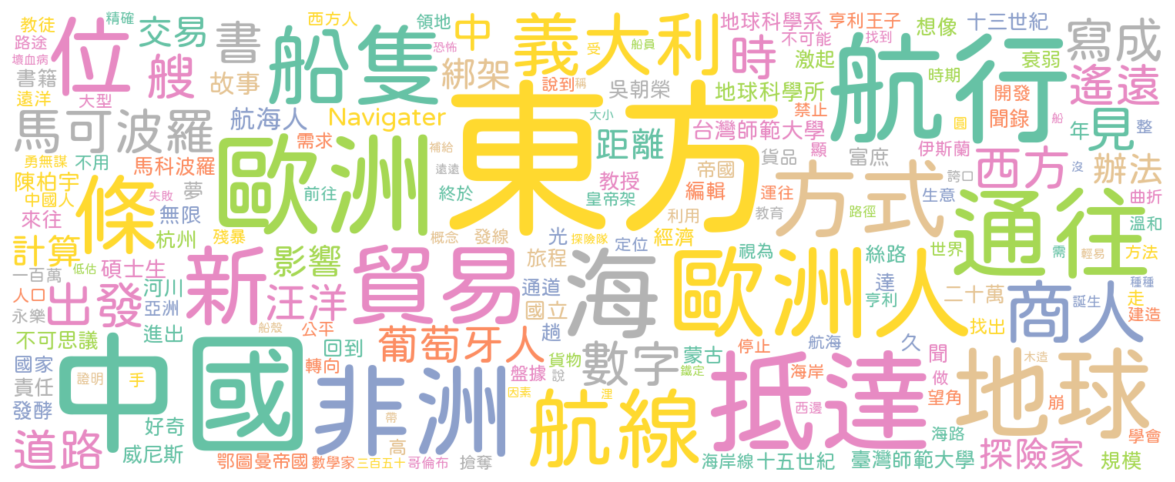 教徒 位 交易 書 西方人 領地 中 義大利 地球科學系 亨利王子 想像 十三世紀 寫成
路途 精確 恐怖 受 船員 不可能 找到
壞血病 艘 船隻 綁架 時 激起 航行 衰弱 遙遠
書籍 故事 說到 稱 吳朝榮 地球科學所 時期 開發
遠洋 大型 航海人 Navigater 東方 大小 禁止 圓 聞錄 船
馬可波羅 需求 補給 距離 台灣師範大學 顯 伊斯蘭 年 見 整
勇無謀 不用 馬科波羅 歐洲 遠遠 帝國 貨品 富庶 西方 辦法
陳柏宇 條 夢 前往 終於 教授 編輯 運往 方式 生意 誇口 沒
中國人 失敗 皇帝架 通往 曲折
來往 無限 利用 教育 路徑 溫和
杭州 殘暴 概念 發線 探險隊 光 定位 經濟 世界 需 輕易 方法
計算 新 影響 貿易 旅程 海 視為 歐洲人 絲路
一百萬 低估 碩士生 通道 達 二十萬 商人 種種
人口 出發 河川 汪洋 國立 亨利 誕生 走
永樂 亞洲 船殼 公平 趟 找出 建造
不可思議 進出 回到 葡萄牙人 貨物 數字 蒙古 停止 航海 久
國家 中國 轉向 非洲 盤據 說 鐵定 海岸 抵達 聞 木造 地球
責任 證明 手 因素 航線 西邊 做 望角 崩
發酵 好奇 帶 運 海路 學會
道路 威尼斯 高
鄂圖曼帝國 數學家 三百五十 哥倫布 搶奪 海岸線 十五世紀 臺灣師範大學 探險家 規模